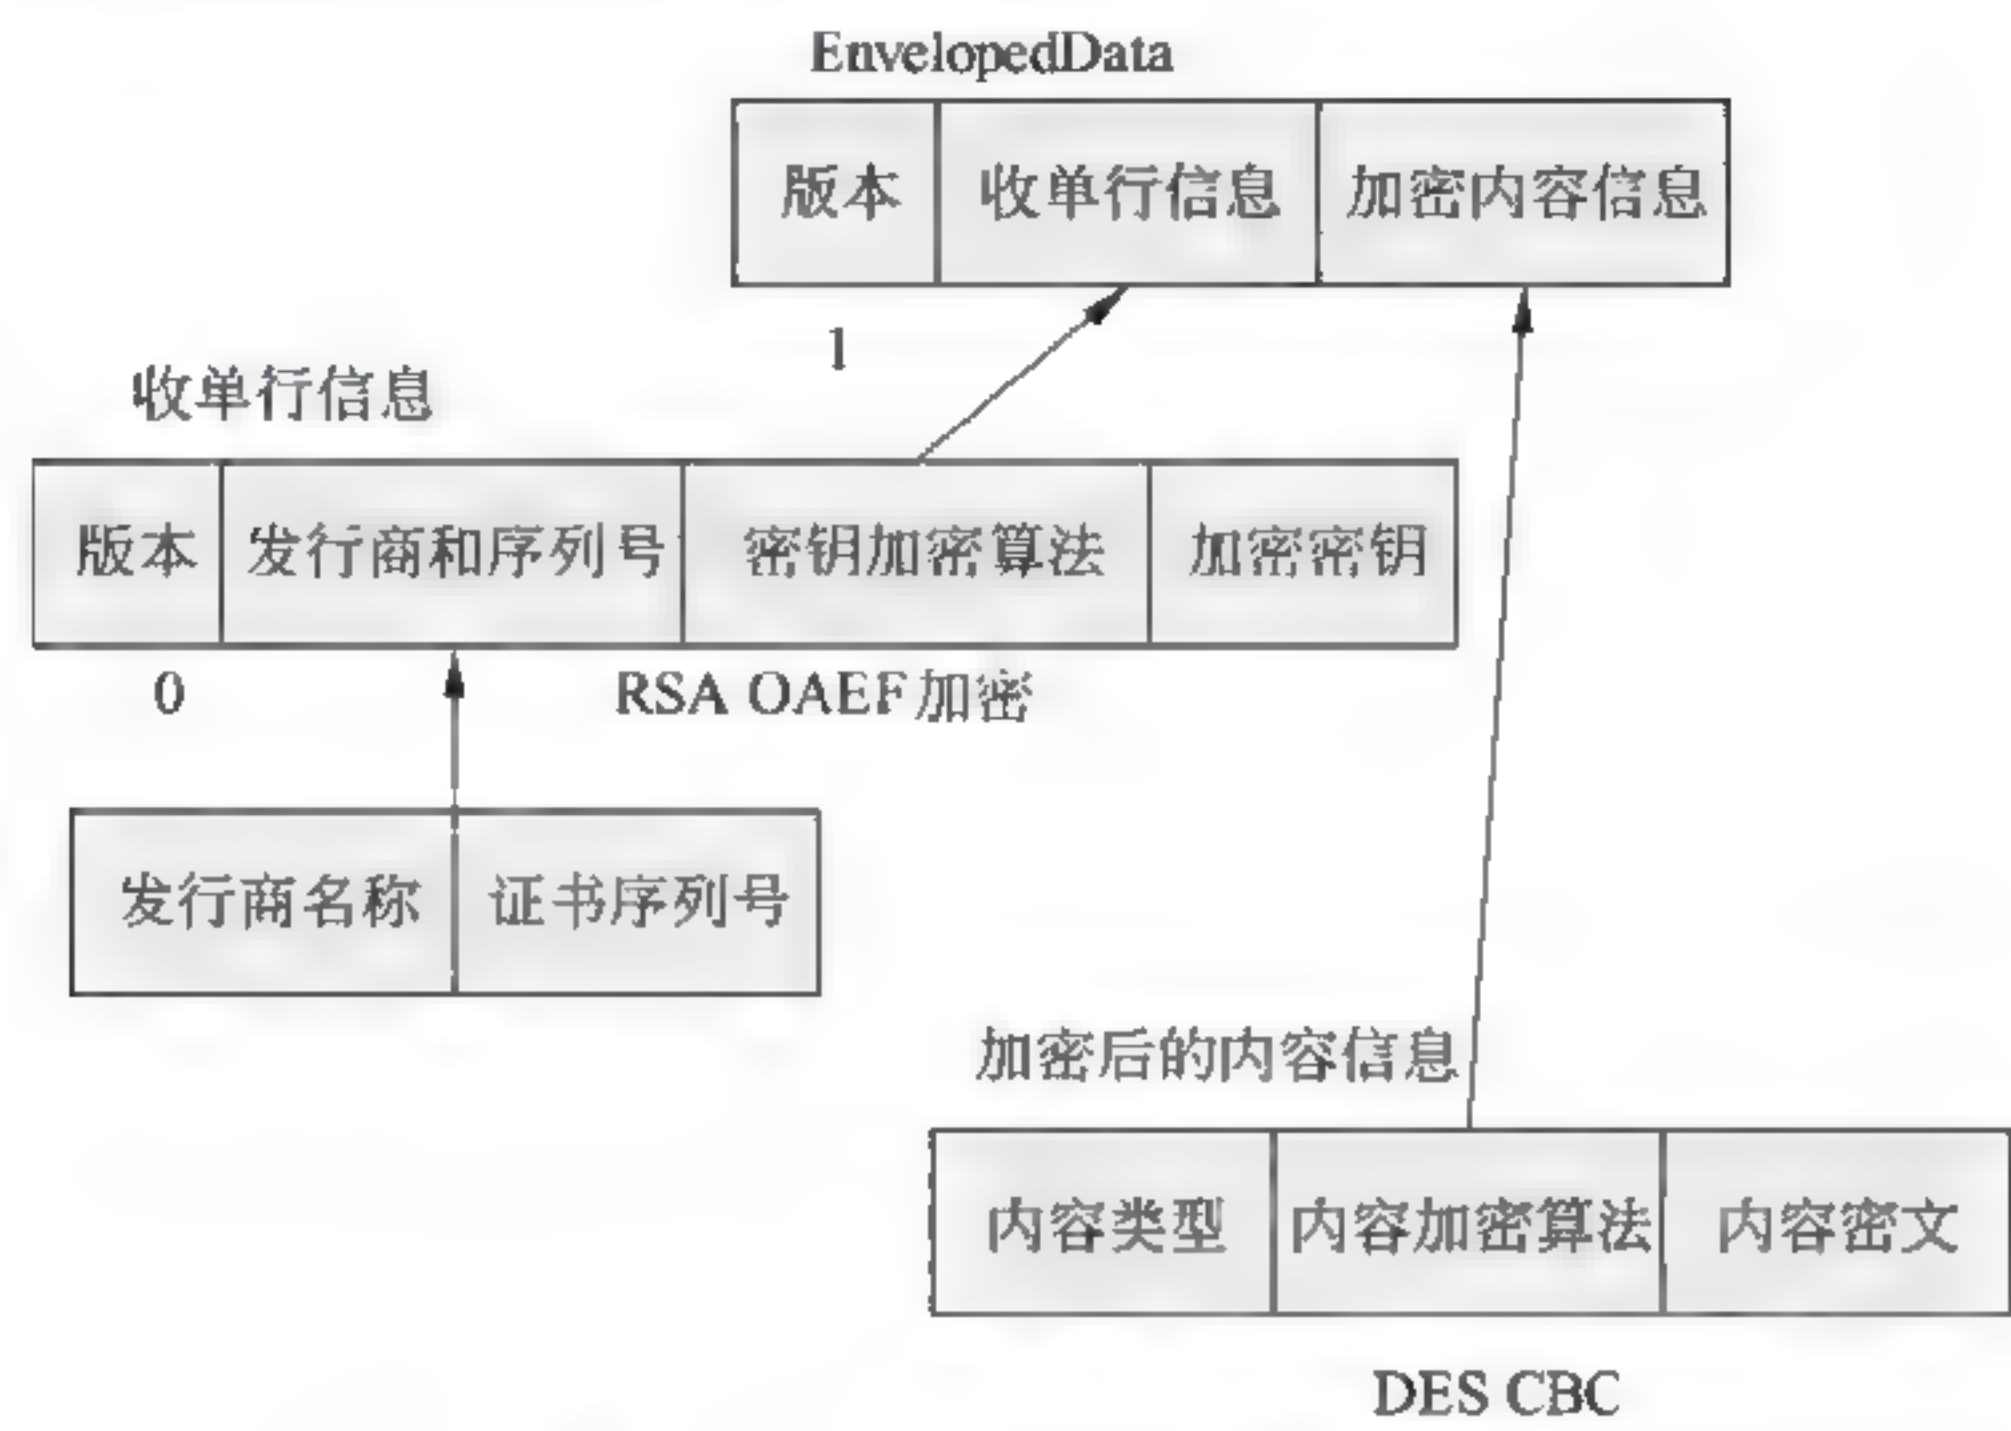 EnvelopedData
版本 收单行信息 加密内容信息
1
收单行信息
版本 发行商和序列号 密钥加密算法 加密密钥
0 RSA OAEF加密
发行商名称 证书序列号
加密后的内容信息
内容类型 内容加密算法 内容密文
DES CBC